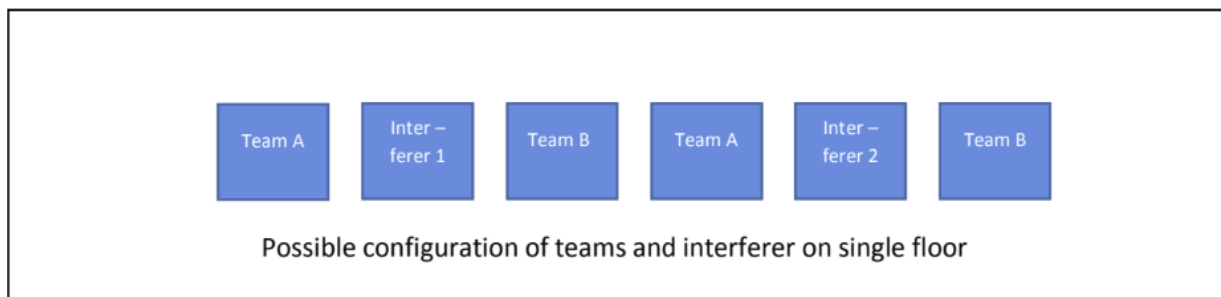 Team A
Inter –
ferer 1
Team B
Team A
Inter –
ferer 2
Team B
Possible configuration of teams and interferer on single floor